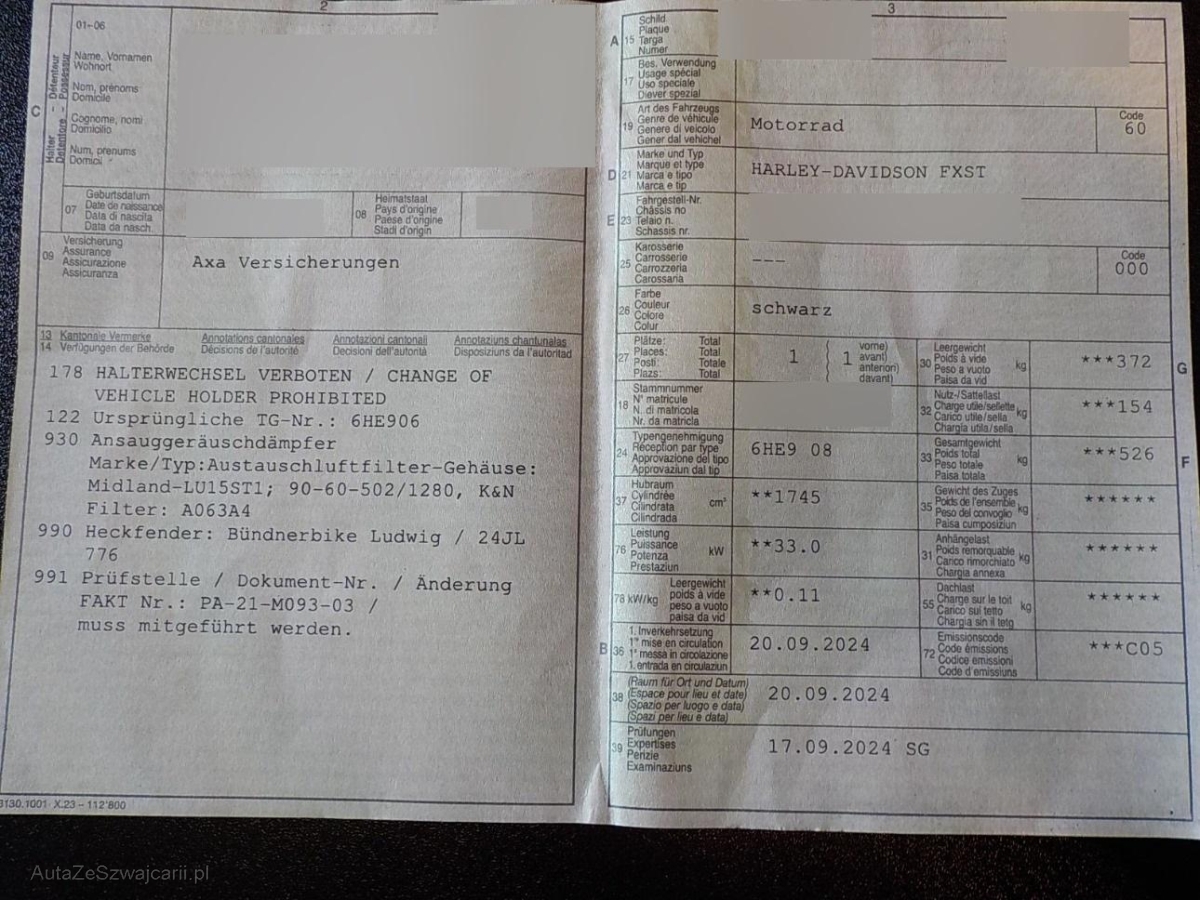 2
01–06
Halter - Détenteur
Detentore - Possessur
C
Name, Vornamen
Wohnort
Nom, prénoms
Domicile
Cognome, nomi
Domicilio
Num, prenums
Domicil
07
Geburtsdatum
Date de naissance
Data di nascita
Data da nasch.
08
Heimatstaat
Pays d'origine
Paese d'origine
Stadi d'origin
09
Versicherung
Assurance
Assicurazione
Assicuranza
Axa Versicherungen
13 Kantonale Vermerke Annotations cantonales Annotazioni cantonali Annotaziuns chantunalas
14 Verfügungen der Behörde Décisions de l'autorité Decisioni dell'autorità Disposiziuns da l'autoritad
178 HALTERWECHSEL VERBOTEN / CHANGE OF
VEHICLE HOLDER PROHIBITED
122 Ursprüngliche TG-Nr.: 6HE906
930 Ansauggeräuschdämpfer
Marke/Typ:Austauschluftfilter-Gehäuse:
Midland-LU15ST1; 90-60-502/1280, K&N
Filter: A063A4
990 Heckfender: Bündnerbike Ludwig / 24JL
776
991 Prüfstelle / Dokument-Nr. / Änderung
FAKT Nr.: PA-21-M093-03 /
muss mitgeführt werden.
3130.1001 · X.23 – 112'800
3
A
15
Schild
Plaque
Targa
Numer
17
Bes. Verwendung
Usage spécial
Uso speciale
Diever spezial
19
Art des Fahrzeugs
Genre de véhicule
Genere di veicolo
Gener dal vehichel
Motorrad
Code
60
D
21
Marke und Typ
Marque et type
Marca e tipo
Marca e tip
HARLEY-DAVIDSON FXST
E
23
Fahrgestell-Nr.
Châssis no
Telaio n.
Schassis nr.
25
Karosserie
Carrosserie
Carrozzeria
Carossaria
---
Code
000
26
Farbe
Couleur
Colore
Colur
schwarz
27
Plätze: Total
Places: Total
Posti: Totale
Plazs: Total
1
1
vorne)
avant)
anteriori)
davant)
30
Leergewicht
Poids à vide
Peso a vuoto
Paisa da vid
kg
***372
G
18
Stammnummer
N° matricule
N. di matricola
Nr. da matricla
32
Nutz-/Sattellast
Charge utile/sellette
Carico utile/sella
Chargia utila/sella
kg
***154
24
Typengenehmigung
Réception par type
Approvazione del tipo
Approvaziun dal tip
6HE9 08
33
Gesamtgewicht
Poids total
Peso totale
Paisa totala
kg
***526
F
37
Hubraum
Cylindrée
Cilindrata
Cilindrada
cm³
**1745
35
Gewicht des Zuges
Poids de l'ensemble
Peso del convoglio
Paisa cumposiziun
kg
******
76
Leistung
Puissance
Potenza
Prestaziun
kW
**33.0
31
Anhängelast
Poids remorquable
Carico rimorchiato
Chargia annexa
kg
******
78 kW/kg
Leergewicht
poids à vide
peso a vuoto
paisa da vid
**0.11
55
Dachlast
Charge sur le toit
Carico sul tetto
Chargia sin il tetg
kg
******
B
36
1. Inverkehrsetzung
1re mise en circulation
1a messa in circolazione
1. entrada en circulaziun
20.09.2024
72
Emissionscode
Code émissions
Codice emissioni
Code d'emissiuns
***C05
38
(Raum für Ort und Datum)
(Espace pour lieu et date)
(Spazio per luogo e data)
(Spazi per lieu e data)
20.09.2024
39
Prüfungen
Expertises
Perizie
Examinaziuns
17.09.2024 SG
AutaZeSzwajcarii.pl